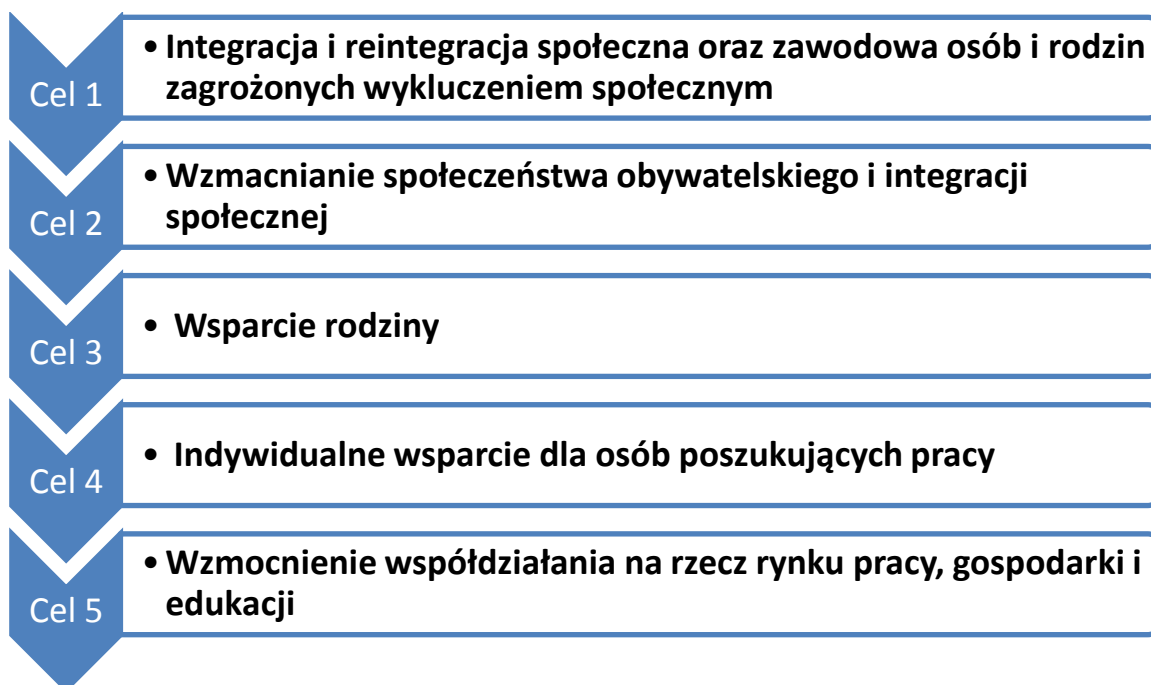 Cel 1
• Integracja i reintegracja społeczna oraz zawodowa osób i rodzin
zagrożonych wykluczeniem społecznym
Cel 2
• Wzmacnianie społeczeństwa obywatelskiego i integracji
społecznej
Cel 3
• Wsparcie rodziny
Cel 4
• Indywidualne wsparcie dla osób poszukujących pracy
Cel 5
• Wzmocnienie współdziałania na rzecz rynku pracy, gospodarki i
edukacji